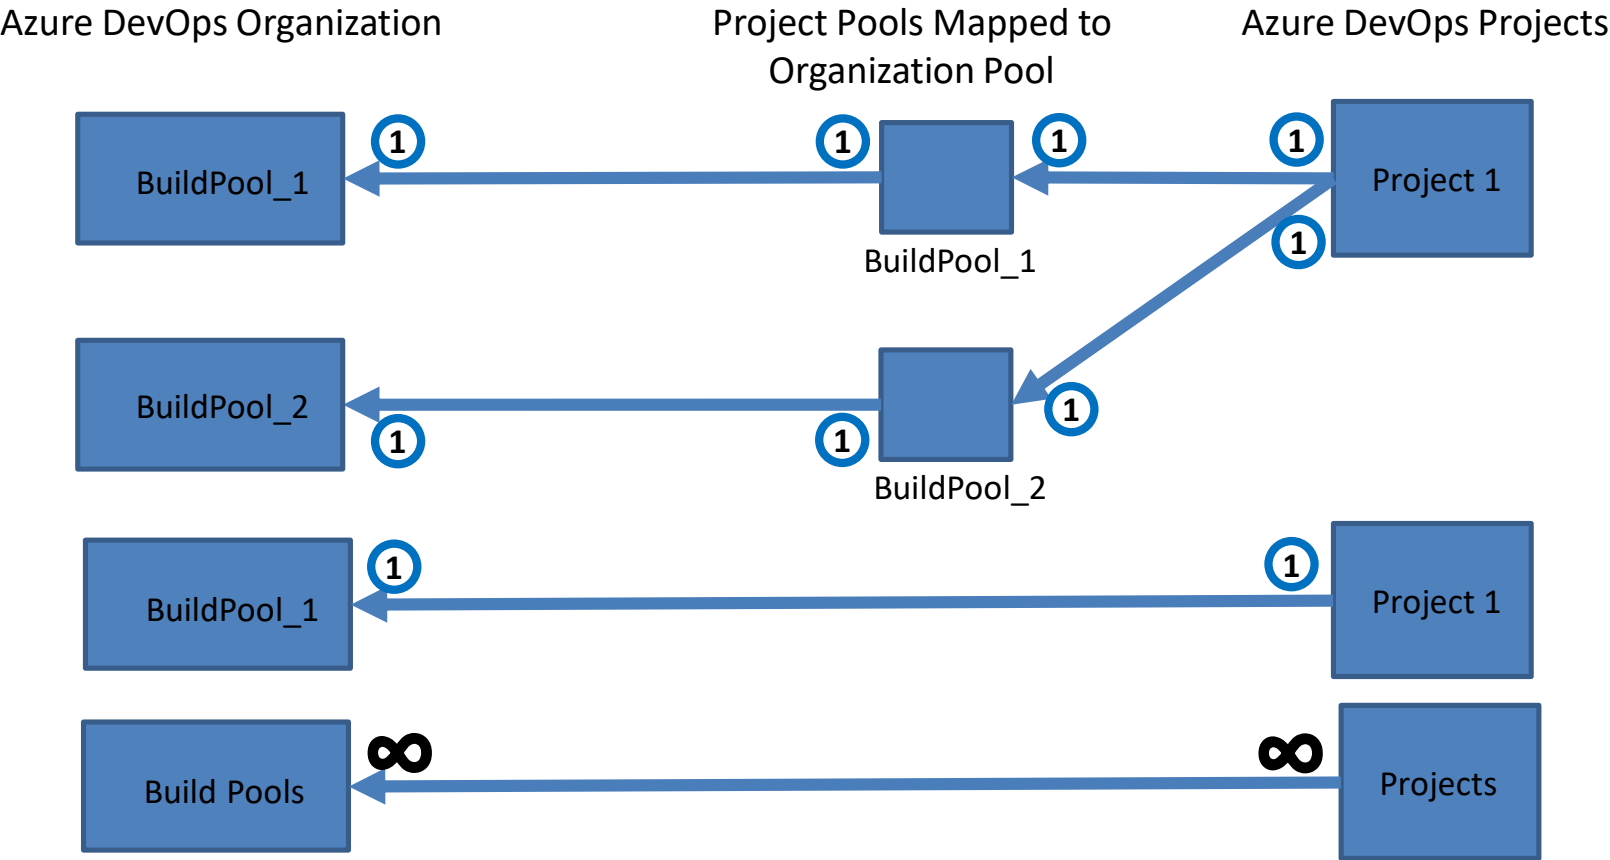 Azure DevOps Organization
Project Pools Mapped to
Organization Pool
Azure DevOps Projects
1
1
1
1
BuildPool_1
Project 1
BuildPool_1
1
BuildPool_2
1
1
1
BuildPool_2
1
1
BuildPool_1
Project 1
∞
∞
Build Pools
Projects